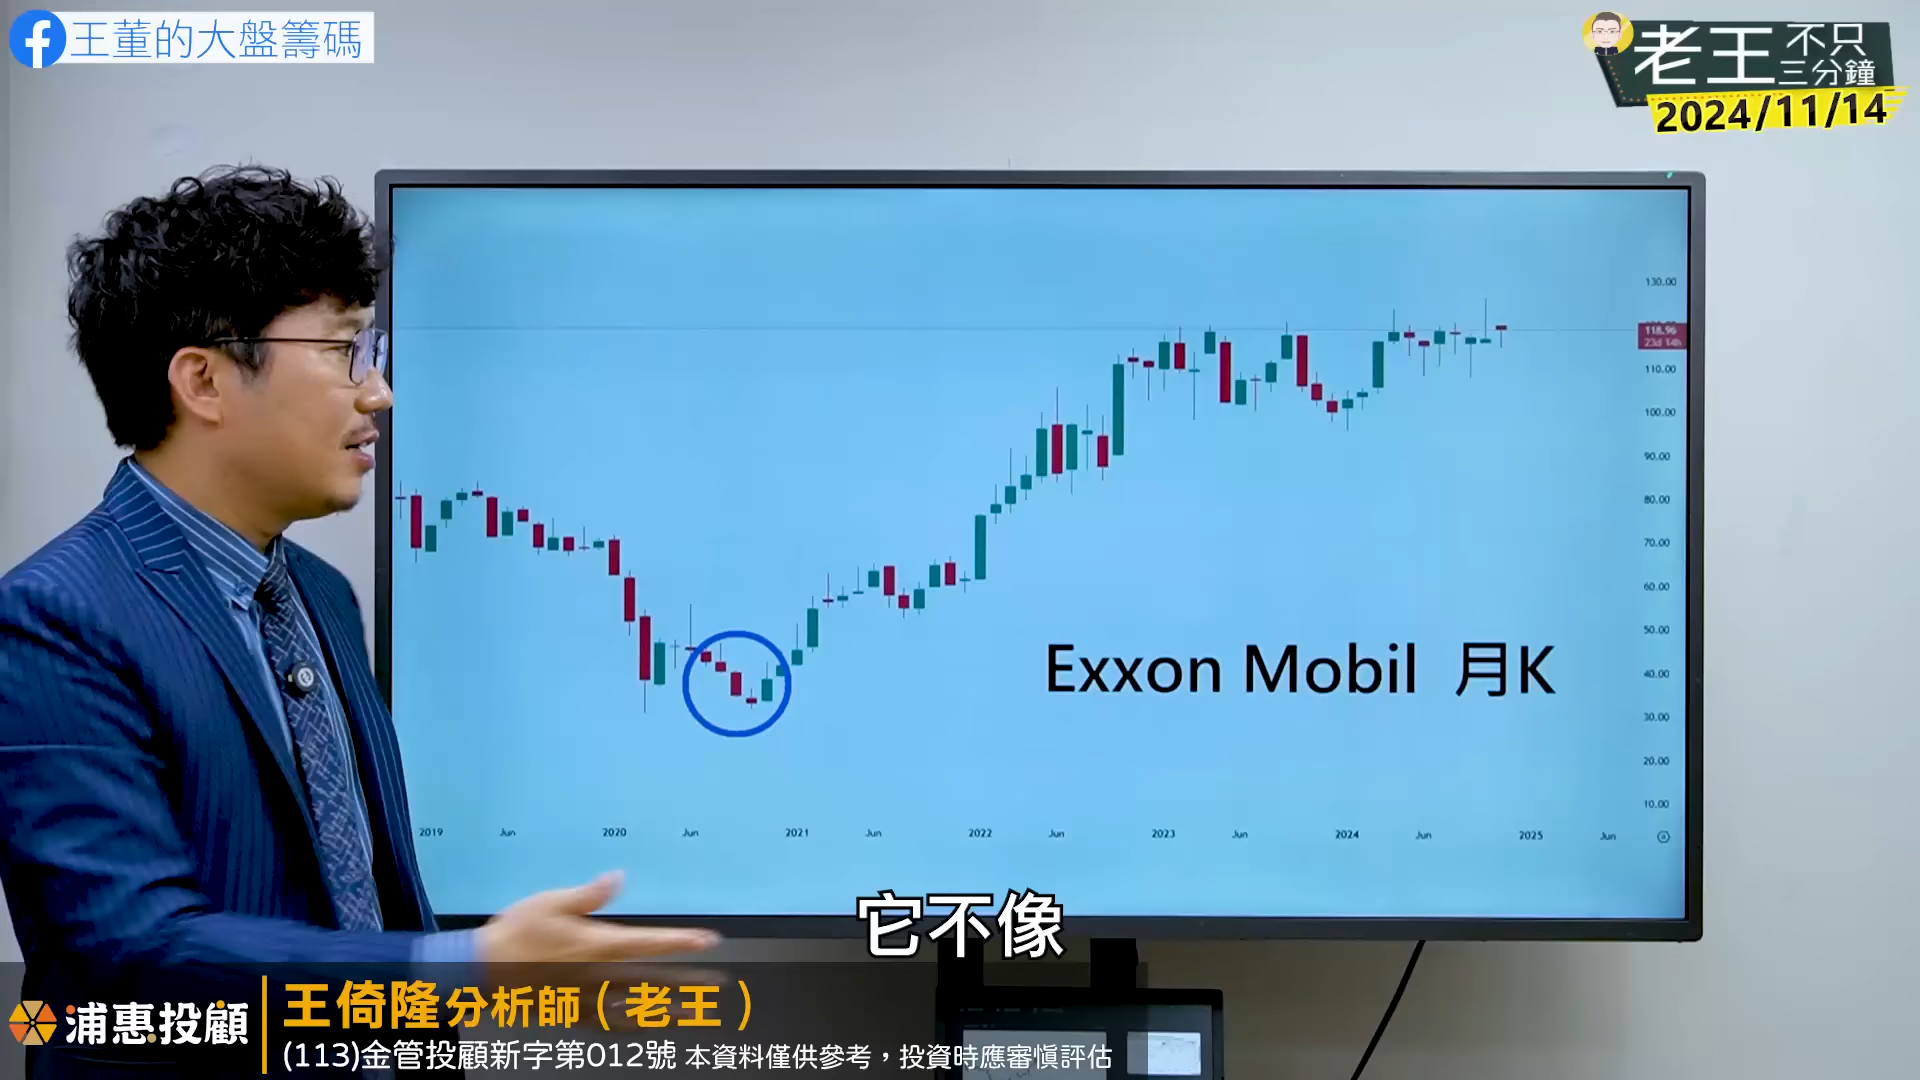 王董的大盤籌碼
老王 不只三分鐘
2024/11/14
130.00
118.96
23d 14h
110.00
100.00
90.00
80.00
70.00
60.00
50.00
40.00
30.00
20.00
10.00
Exxon Mobil 月K
2019 Jun 2020 Jun 2021 Jun 2022 Jun 2023 Jun 2024 Jun 2025 Jun
它不像
浦惠投顧
王倚隆分析師(老王)
(113)金管投顧新字第012號 本資料僅供參考，投資時應審慎評估